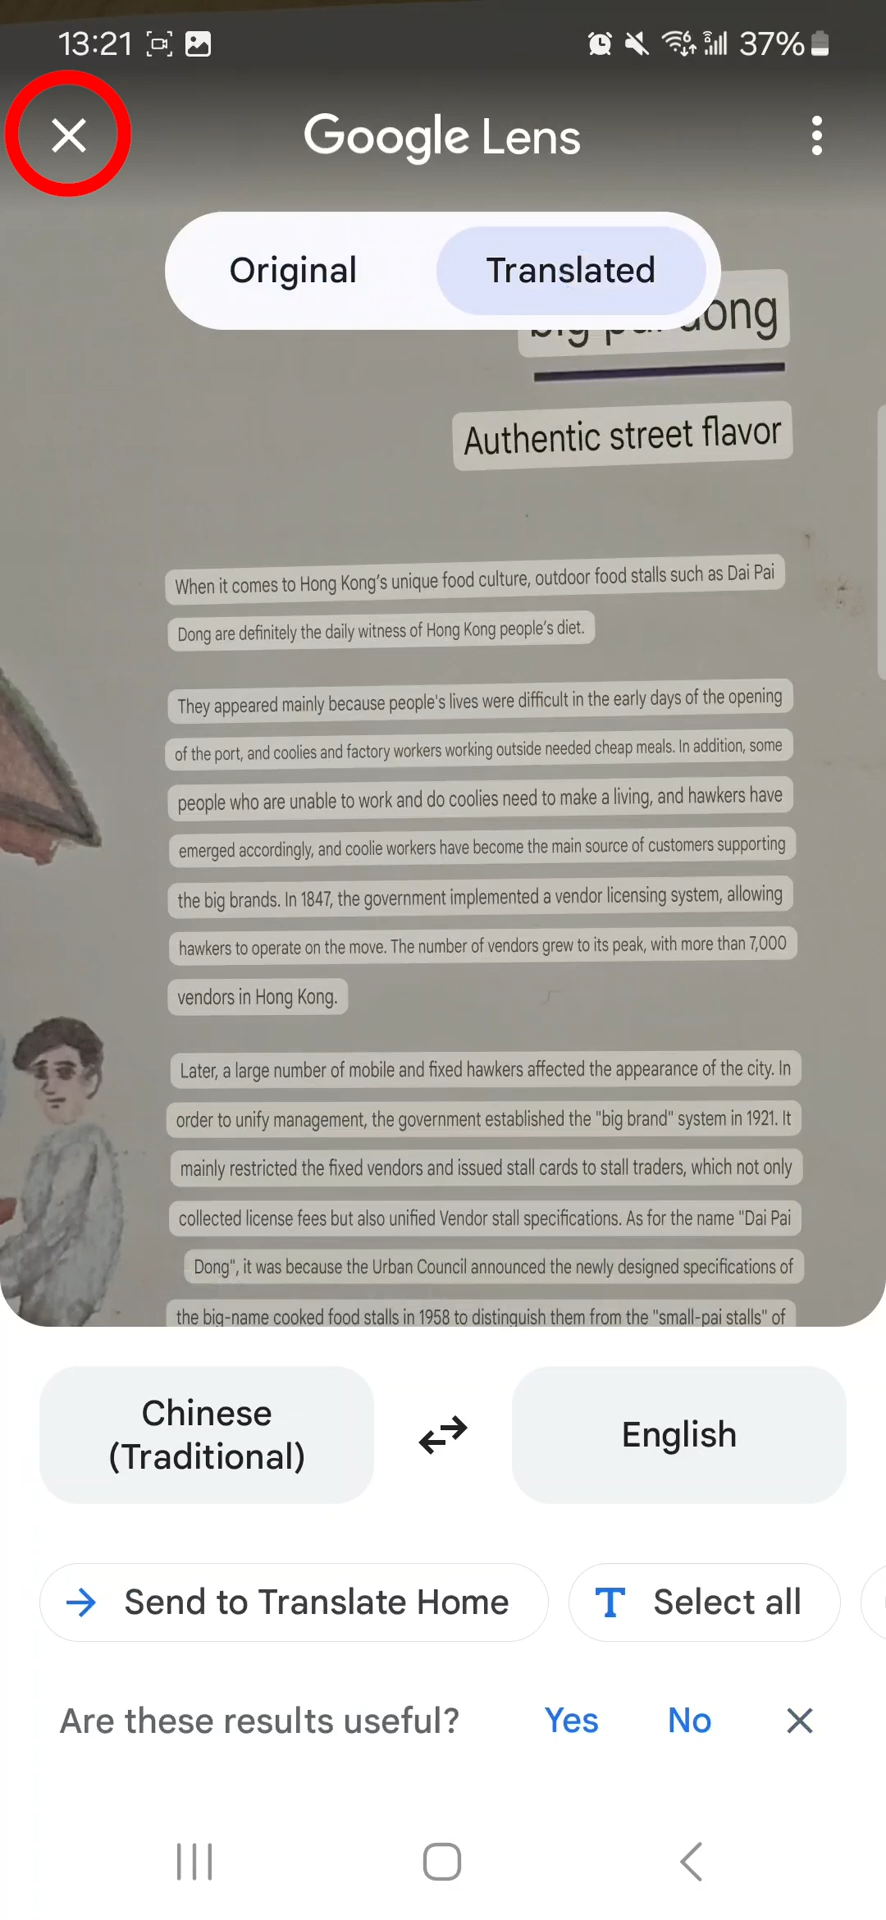 13:21
37%
Google Lens
Original
Translated
big pai dong
Authentic street flavor
When it comes to Hong Kong's unique food culture, outdoor food stalls such as Dai Pai
Dong are definitely the daily witness of Hong Kong people's diet.
They appeared mainly because people's lives were difficult in the early days of the opening
of the port, and coolies and factory workers working outside needed cheap meals. In addition, some
people who are unable to work and do coolies need to make a living, and hawkers have
emerged accordingly, and coolie workers have become the main source of customers supporting
the big brands. In 1847, the government implemented a vendor licensing system, allowing
hawkers to operate on the move. The number of vendors grew to its peak, with more than 7,000
vendors in Hong Kong.
Later, a large number of mobile and fixed hawkers affected the appearance of the city. In
order to unify management, the government established the "big brand" system in 1921. It
mainly restricted the fixed vendors and issued stall cards to stall traders, which not only
collected license fees but also unified Vendor stall specifications. As for the name "Dai Pai
Dong", it was because the Urban Council announced the newly designed specifications of
the big-name cooked food stalls in 1958 to distinguish them from the "small-pai stalls" of
Chinese
(Traditional)
English
Send to Translate Home
Select all
Are these results useful?
Yes
No